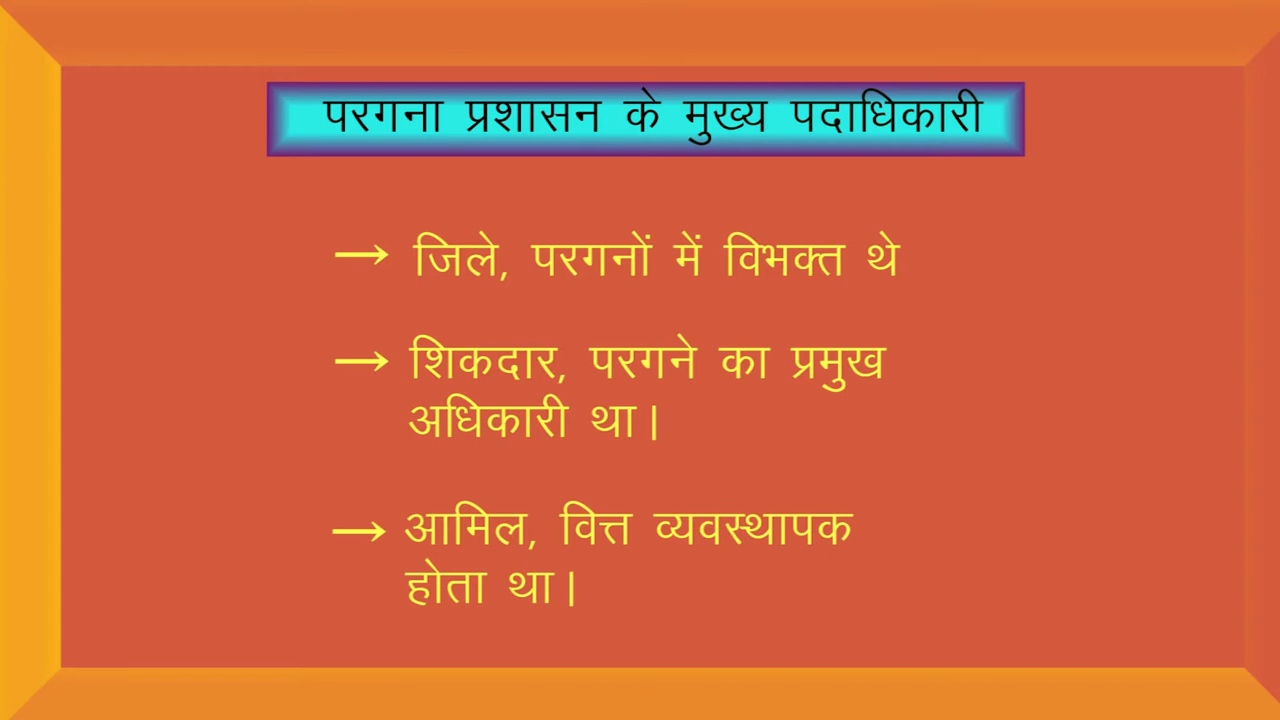 परगना प्रशासन के मुख्य पदाधिकारी
→ जिले, परगनों में विभक्त थे
→ शिकदार, परगने का प्रमुख
अधिकारी था।
→ आमिल, वित्त व्यवस्थापक
होता था।